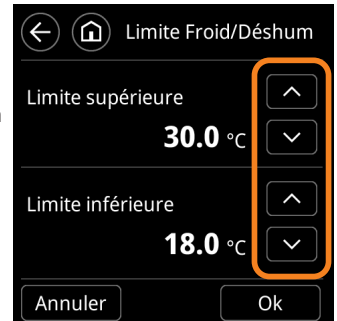 Limite Froid/Déshum
Limite supérieure
30.0 °C
Limite inférieure
18.0 °C
Annuler Ok